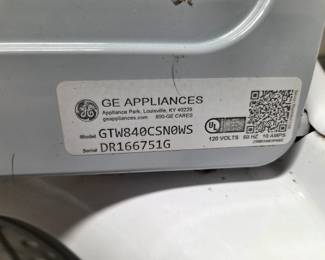 GE APPLIANCES
Appliance Park, Louisville, KY 40225
geappliances.com 800-GE CARES
Model GTW840CSN0WS
Serial DR166751G
UL
120 VOLTS 60 HZ 10 AMPS